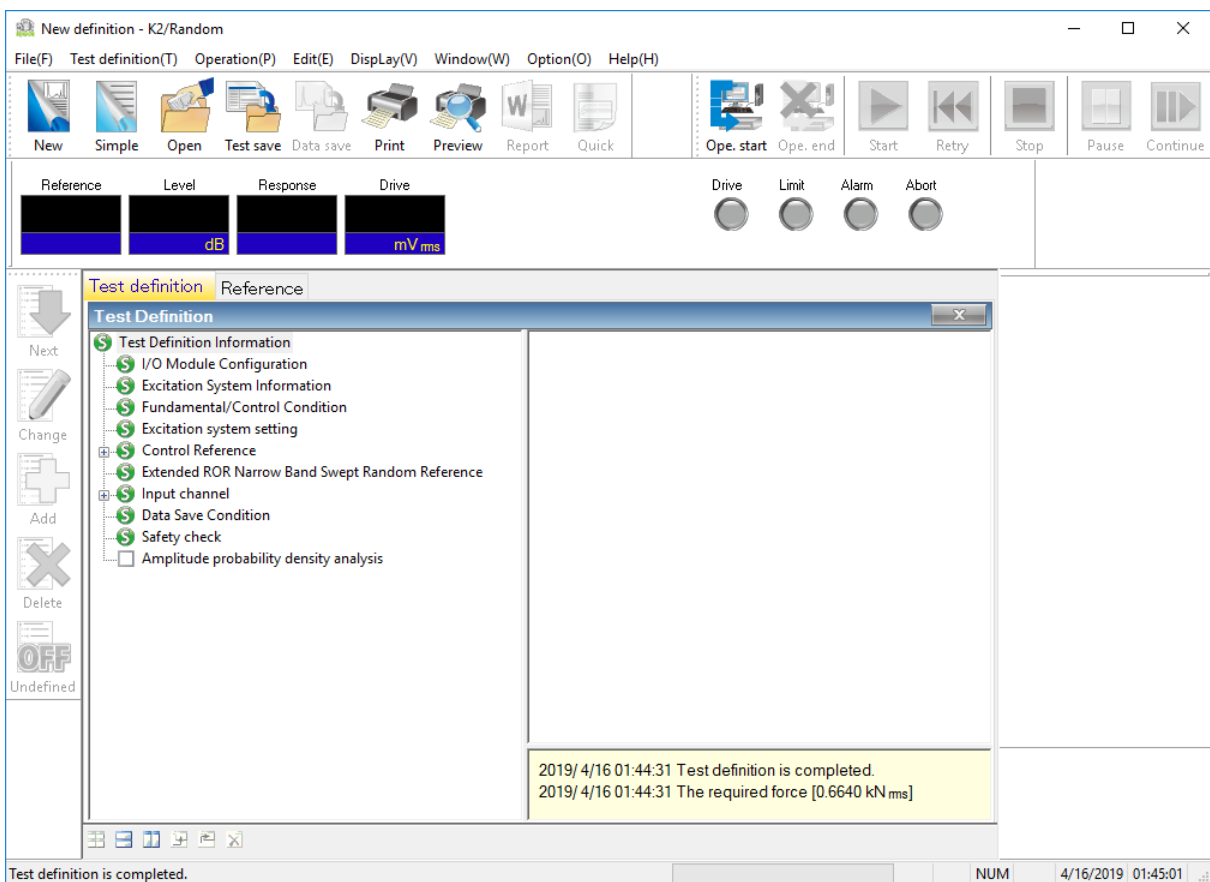 New definition - K2/Random
File(F) Test definition(T) Operation(P) Edit(E) DispLay(V) Window(W) Option(O) Help(H)
New Simple Open Test save Data save Print Preview Report Quick Ope. start Ope. end Start Retry Stop Pause Continue
Reference Level Response Drive Drive Limit Alarm Abort
dB mV rms
Test definition Reference
Test Definition
Next
Change
Add
Delete
OFF
Undefined
Test Definition Information
I/O Module Configuration
Excitation System Information
Fundamental/Control Condition
Excitation system setting
Control Reference
Extended ROR Narrow Band Swept Random Reference
Input channel
Data Save Condition
Safety check
Amplitude probability density analysis
2019/ 4/16 01:44:31 Test definition is completed.
2019/ 4/16 01:44:31 The required force [0.6640 kN rms]
Test definition is completed. NUM 4/16/2019 01:45:01